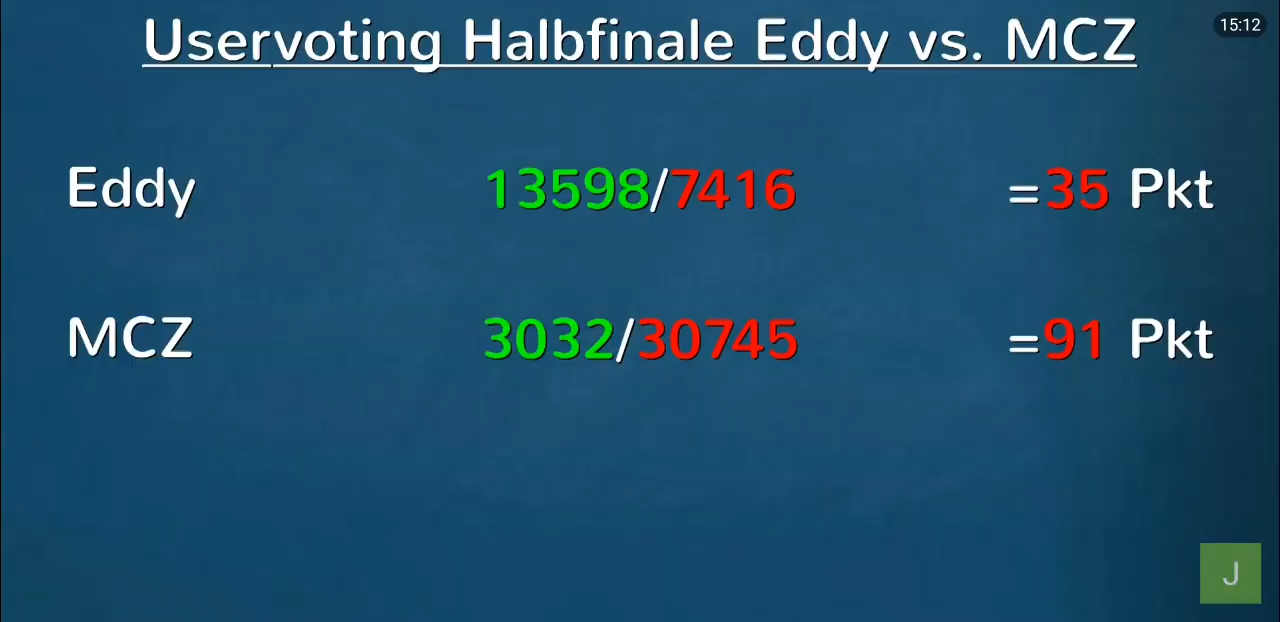 Uservoting Halbfinale Eddy vs. MCZ
15:12
Eddy 13598/7416 =35 Pkt
MCZ 3032/30745 =91 Pkt
J